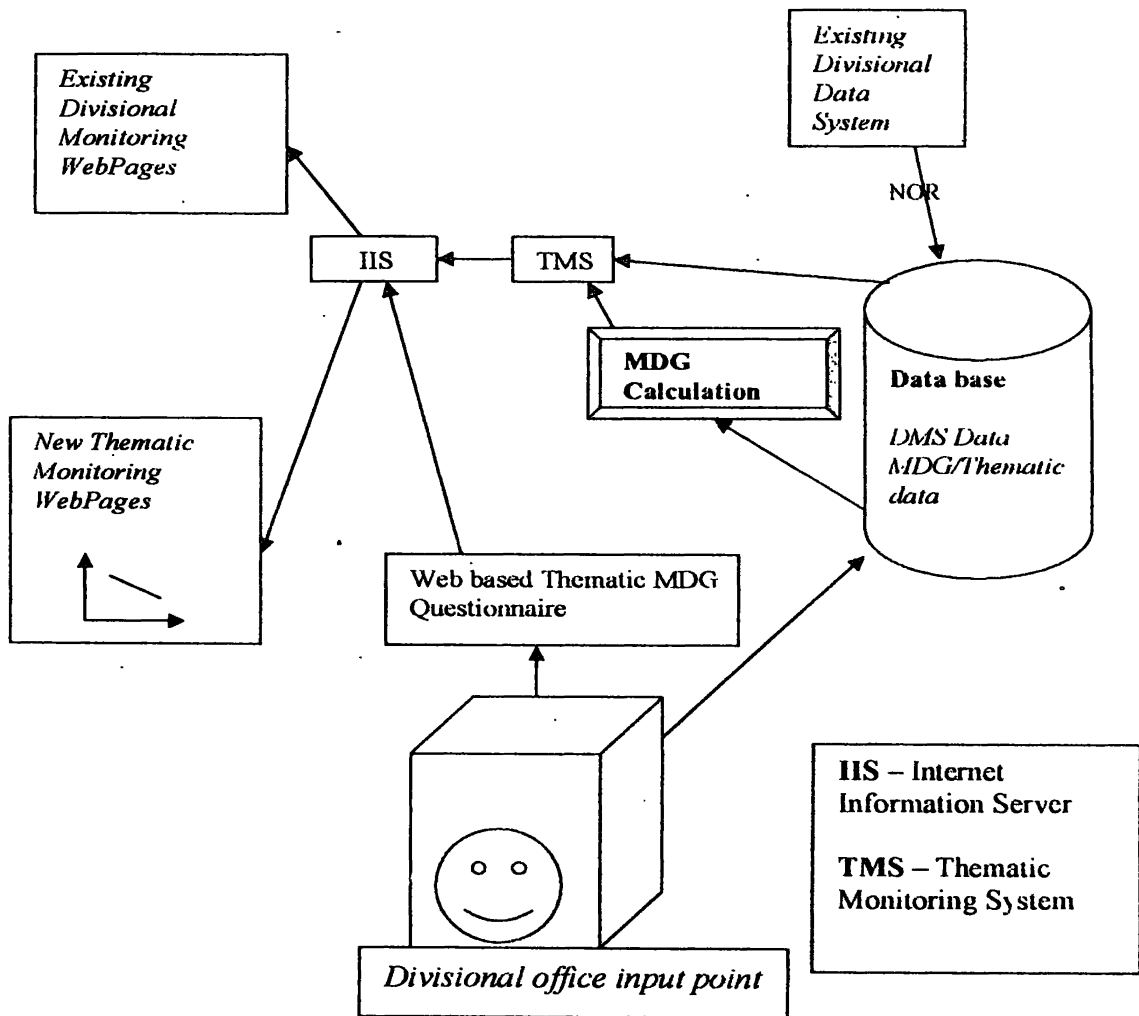 Existing
Divisional
Monitoring
WebPages
Existing
Divisional
Data
System
NOR
IIS
TMS
MDG
Calculation
Data base
DMS Data
MDG/Thematic
data
New Thematic
Monitoring
WebPages
Web based Thematic MDG
Questionnaire
IIS – Internet
Information Server
TMS – Thematic
Monitoring System
Divisional office input point